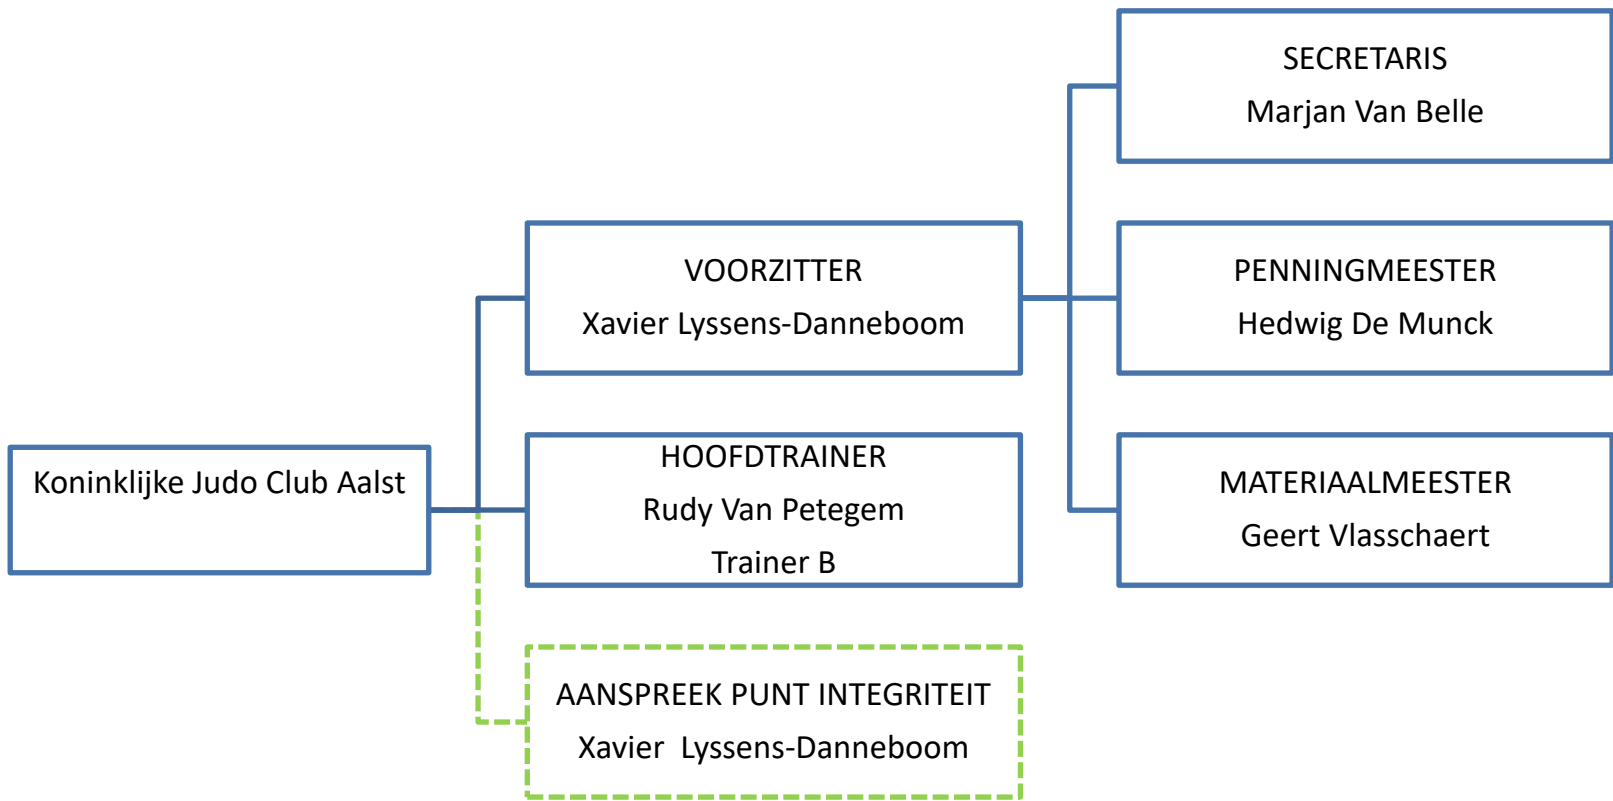 Koninklijke Judo Club Aalst
VOORZITTER
Xavier Lyssens-Danneboom
HOOFDTRAINER
Rudy Van Petegem
Trainer B
AANSPREEK PUNT INTEGRITEIT
Xavier Lyssens-Danneboom
SECRETARIS
Marjan Van Belle
PENNINGMEESTER
Hedwig De Munck
MATERIAALMEESTER
Geert Vlasschaert